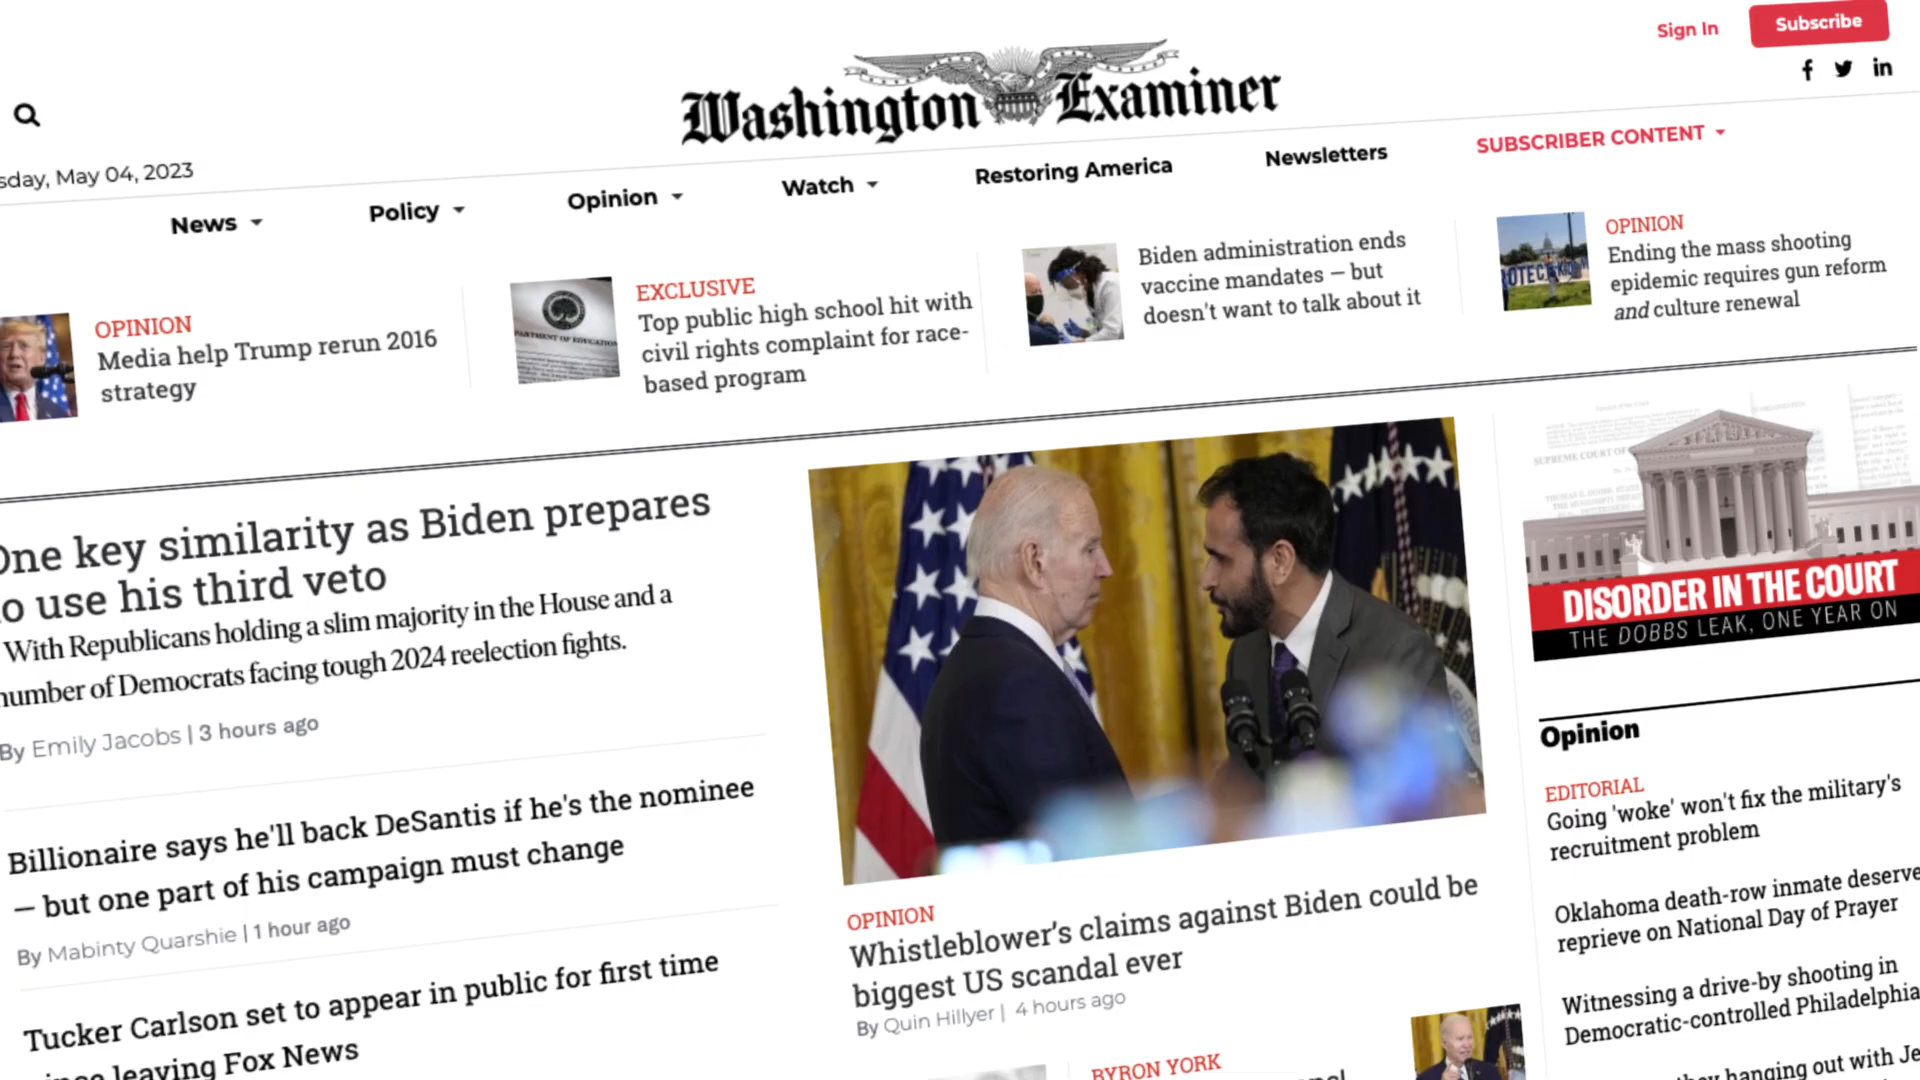 Sign In
Subscribe
Washington Examiner
sday, May 04, 2023
News
Policy
Opinion
Watch
Restoring America
Newsletters
SUBSCRIBER CONTENT
OPINION
Media help Trump rerun 2016
strategy
PARTMENT OF EDUCATION
EXCLUSIVE
Top public high school hit with
civil rights complaint for race-
based program
Biden administration ends
vaccine mandates – but
doesn't want to talk about it
OPINION
Ending the mass shooting
epidemic requires gun reform
and culture renewal
One key similarity as Biden prepares
o use his third veto
With Republicans holding a slim majority in the House and a
number of Democrats facing tough 2024 reelection fights.
By Emily Jacobs | 3 hours ago
Billionaire says he'll back DeSantis if he's the nominee
– but one part of his campaign must change
By Mabinty Quarshie | 1 hour ago
Tucker Carlson set to appear in public for first time
leaving Fox News
OPINION
Whistleblower's claims against Biden could be
biggest US scandal ever
By Quin Hillyer | 4 hours ago
BYRON YORK
SUPREME COURT OF
DISORDER IN THE COURT
THE DOBBS LEAK, ONE YEAR ON
Opinion
EDITORIAL
Going 'woke' won't fix the military's
recruitment problem
Oklahoma death-row inmate deserve
reprieve on National Day of Prayer
Witnessing a drive-by shooting in
Democratic-controlled Philadelphia
hanging out with Je